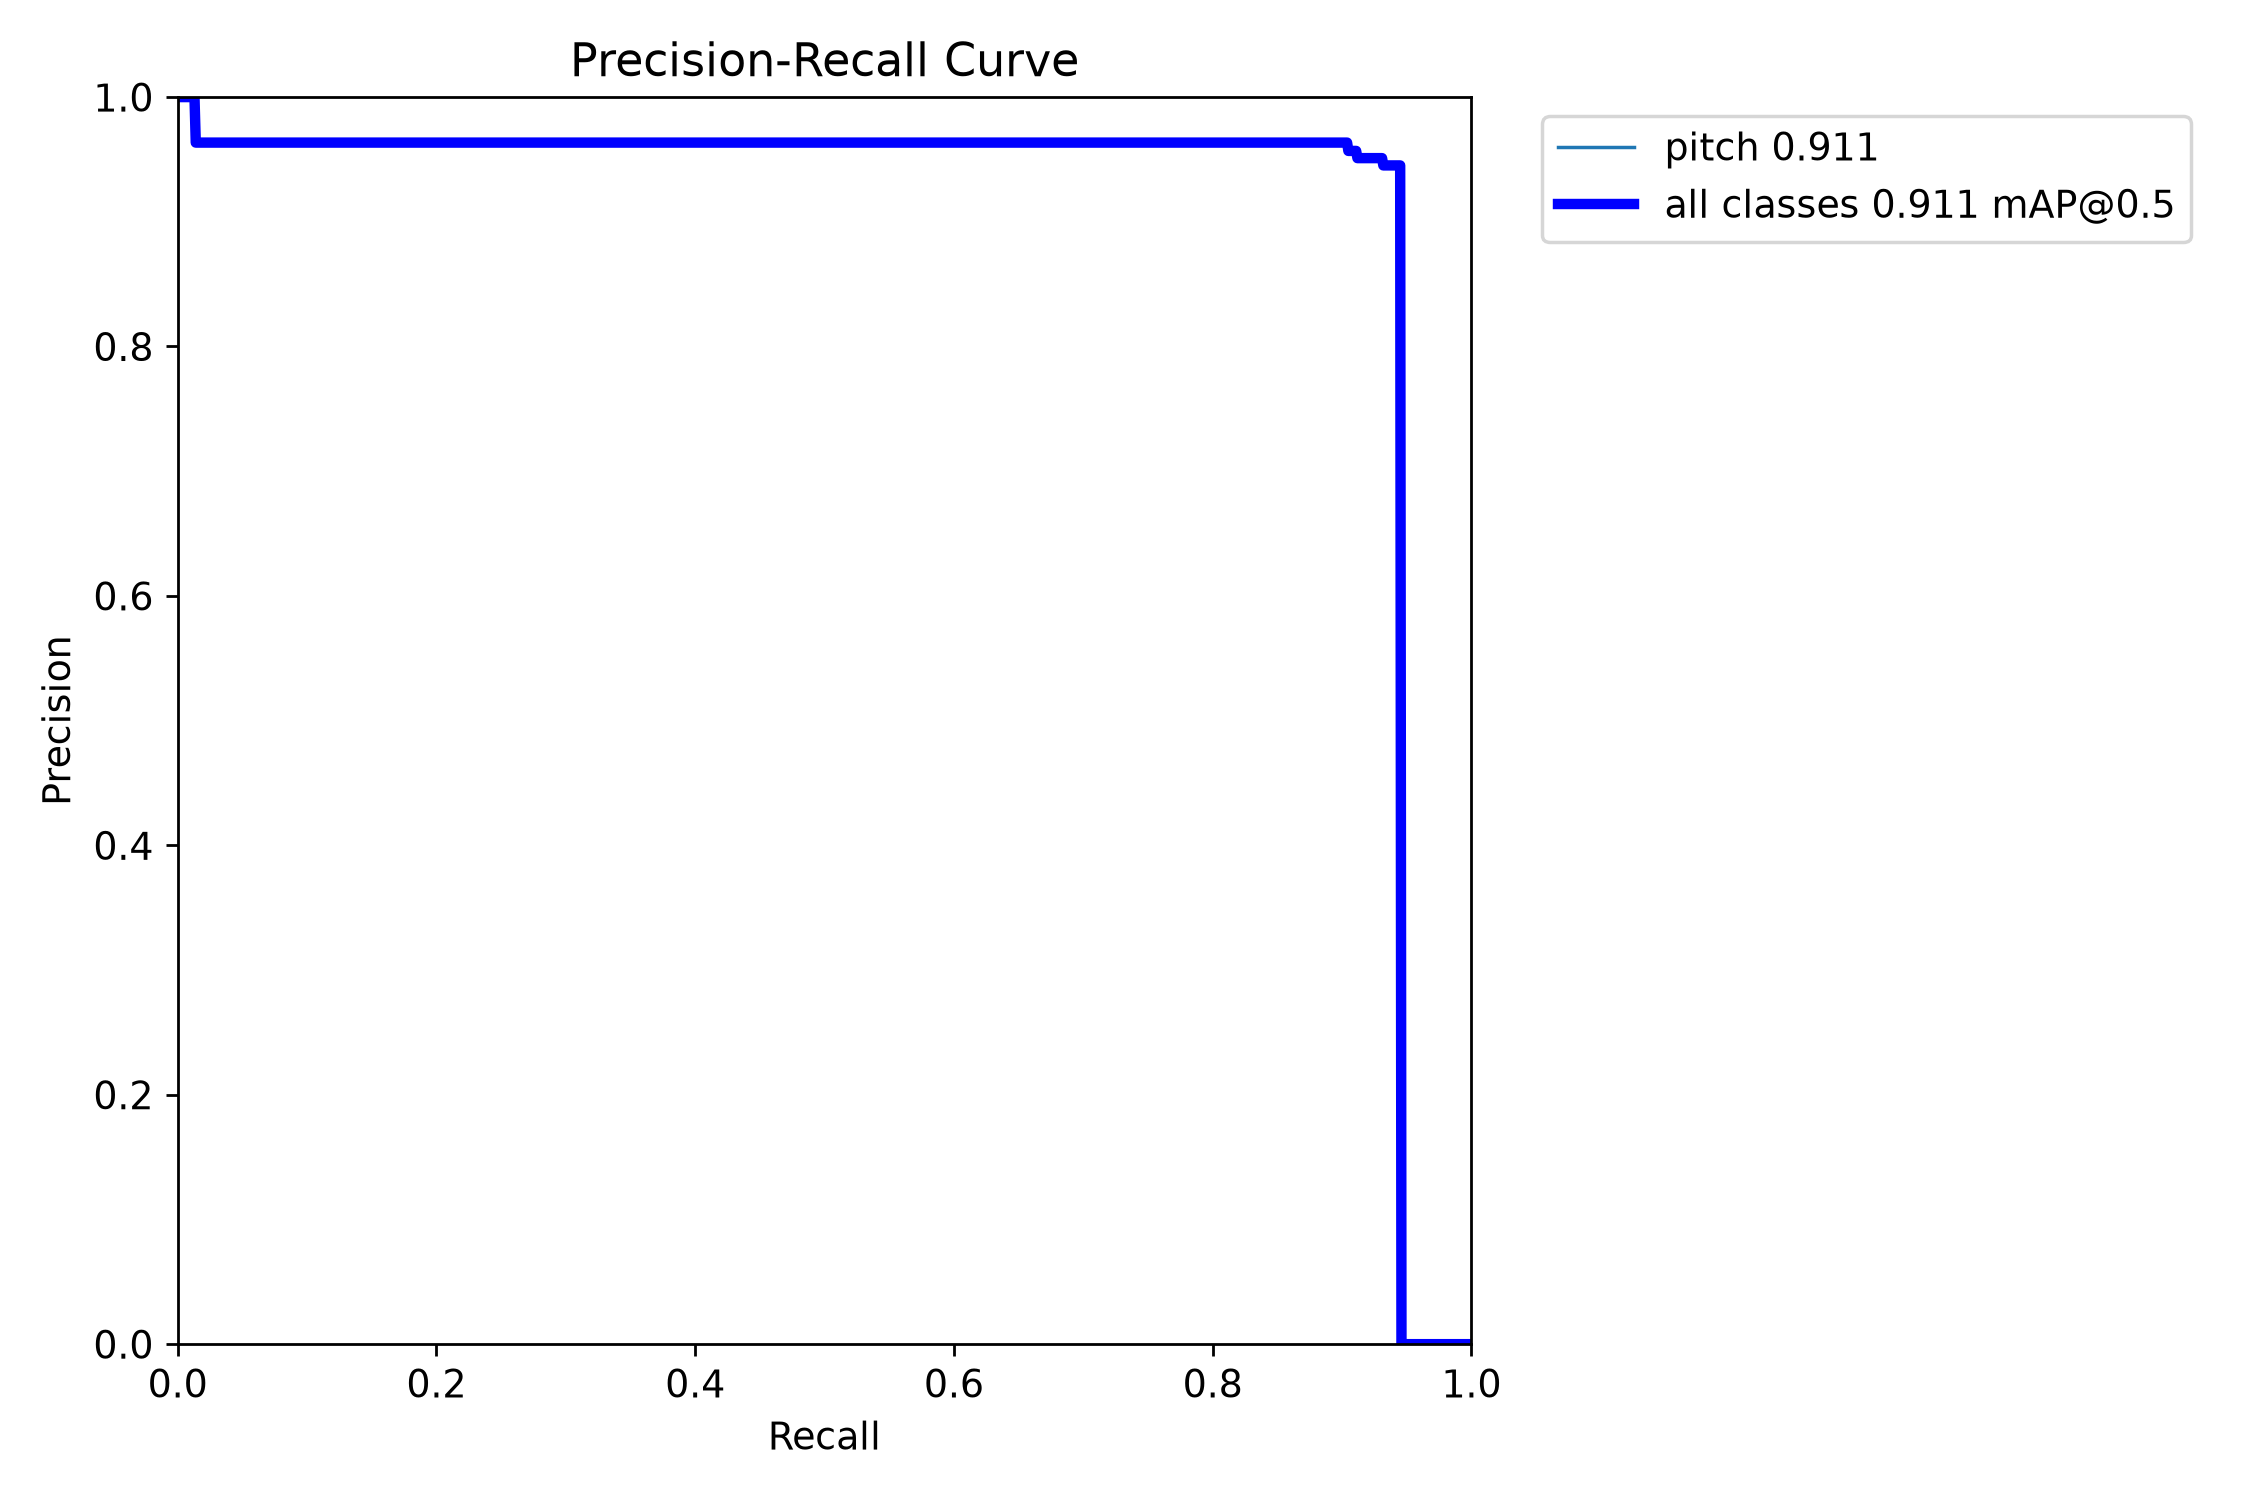 Precision-Recall Curve
1.0
0.8
0.6
0.4
0.2
0.0
Precision
0.0 0.2 0.4 0.6 0.8 1.0
Recall
pitch 0.911
all classes 0.911 mAP@0.5